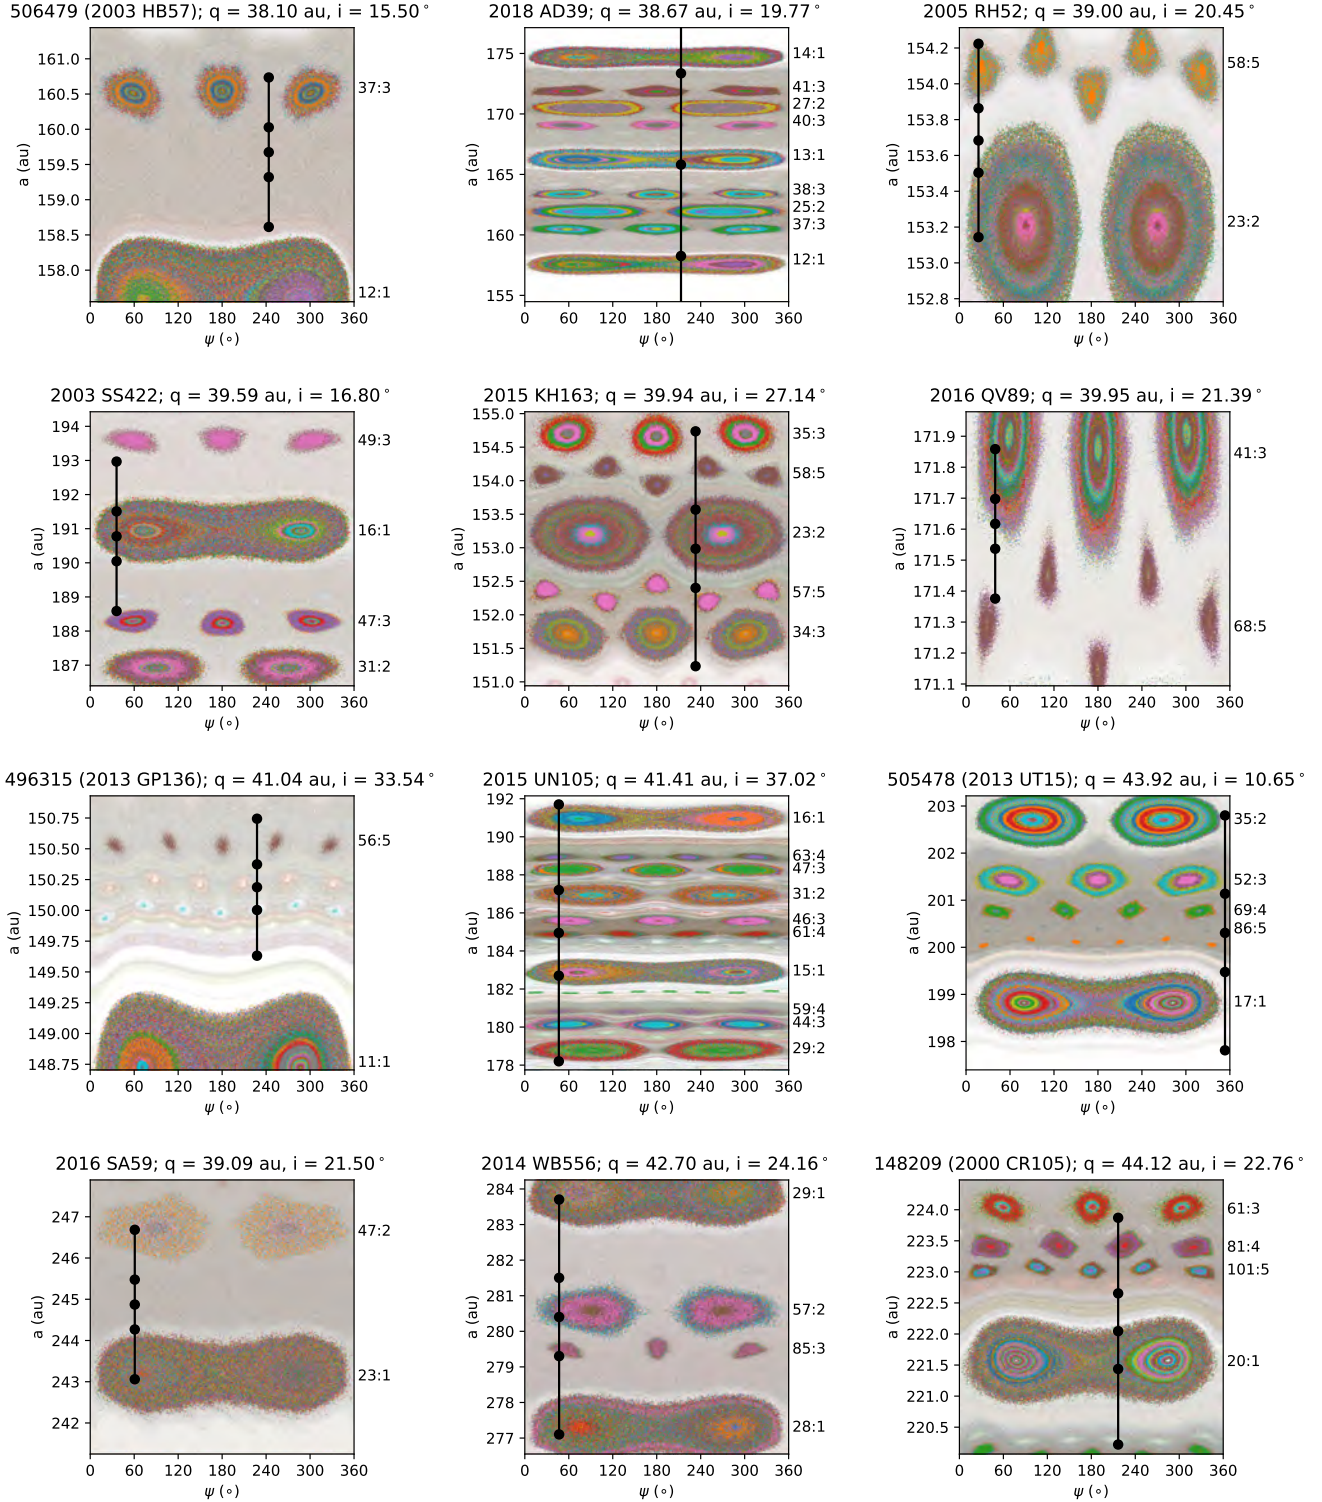 506479 (2003 HB57); q = 38.10 au, i = 15.50°
161.0
160.5
160.0
159.5
159.0
158.5
158.0
a (au)
37:3
12:1
0 60 120 180 240 300 360
ψ (∘)
2018 AD39; q = 38.67 au, i = 19.77°
175
170
165
160
155
a (au)
14:1
41:3
27:2
40:3
13:1
38:3
25:2
37:3
12:1
0 60 120 180 240 300 360
ψ (∘)
2005 RH52; q = 39.00 au, i = 20.45°
154.2
154.0
153.8
153.6
153.4
153.2
153.0
152.8
a (au)
58:5
23:2
0 60 120 180 240 300 360
ψ (∘)
2003 SS422; q = 39.59 au, i = 16.80°
194
193
192
191
190
189
188
187
a (au)
49:3
16:1
47:3
31:2
0 60 120 180 240 300 360
ψ (∘)
2015 KH163; q = 39.94 au, i = 27.14°
155.0
154.5
154.0
153.5
153.0
152.5
152.0
151.5
151.0
a (au)
35:3
58:5
23:2
57:5
34:3
0 60 120 180 240 300 360
ψ (∘)
2016 QV89; q = 39.95 au, i = 21.39°
171.9
171.8
171.7
171.6
171.5
171.4
171.3
171.2
171.1
a (au)
41:3
68:5
0 60 120 180 240 300 360
ψ (∘)
496315 (2013 GP136); q = 41.04 au, i = 33.54°
150.75
150.50
150.25
150.00
149.75
149.50
149.25
149.00
148.75
a (au)
56:5
11:1
0 60 120 180 240 300 360
ψ (∘)
2015 UN105; q = 41.41 au, i = 37.02°
192
190
188
186
184
182
180
178
a (au)
16:1
63:4
47:3
31:2
46:3
61:4
15:1
59:4
44:3
29:2
0 60 120 180 240 300 360
ψ (∘)
505478 (2013 UT15); q = 43.92 au, i = 10.65°
203
202
201
200
199
198
a (au)
35:2
52:3
69:4
86:5
17:1
0 60 120 180 240 300 360
ψ (∘)
2016 SA59; q = 39.09 au, i = 21.50°
247
246
245
244
243
242
a (au)
47:2
23:1
0 60 120 180 240 300 360
ψ (∘)
2014 WB556; q = 42.70 au, i = 24.16°
284
283
282
281
280
279
278
277
a (au)
29:1
57:2
85:3
28:1
0 60 120 180 240 300 360
ψ (∘)
148209 (2000 CR105); q = 44.12 au, i = 22.76°
224.0
223.5
223.0
222.5
222.0
221.5
221.0
220.5
a (au)
61:3
81:4
101:5
20:1
0 60 120 180 240 300 360
ψ (∘)